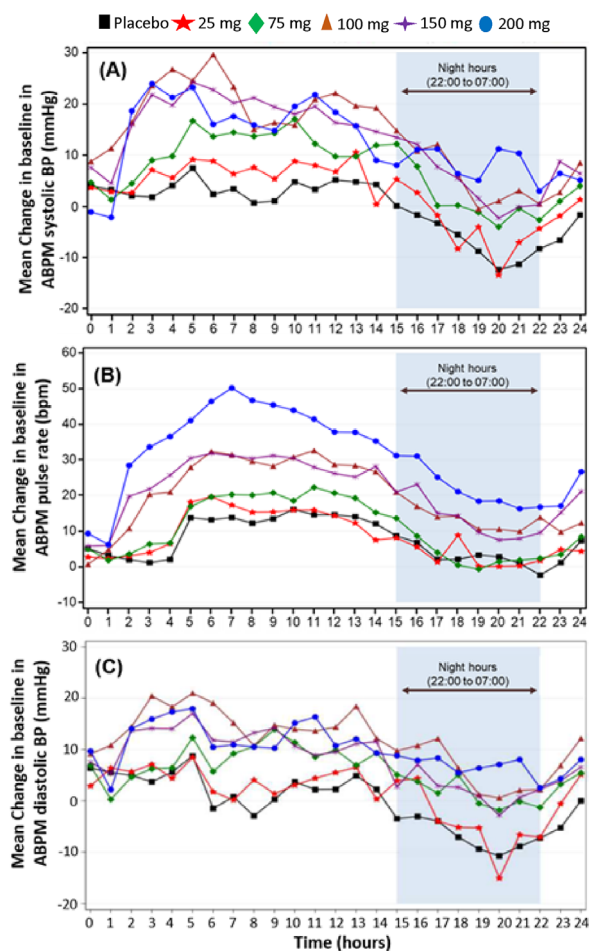 Placebo 25 mg 75 mg 100 mg 150 mg 200 mg
(A)
Night hours
(22:00 to 07:00)
Mean Change in baseline in
ABPM systolic BP (mmHg)
30
20
10
0
-10
-20
0 1 2 3 4 5 6 7 8 9 10 11 12 13 14 15 16 17 18 19 20 21 22 23 24
(B)
Night hours
(22:00 to 07:00)
Mean Change in baseline in
ABPM pulse rate (bpm)
60
50
40
30
20
10
0
-10
0 1 2 3 4 5 6 7 8 9 10 11 12 13 14 15 16 17 18 19 20 21 22 23 24
(C)
Night hours
(22:00 to 07:00)
Mean Change in baseline in
ABPM diastolic BP (mmHg)
30
20
10
0
-10
-20
0 1 2 3 4 5 6 7 8 9 10 11 12 13 14 15 16 17 18 19 20 21 22 23 24
Time (hours)